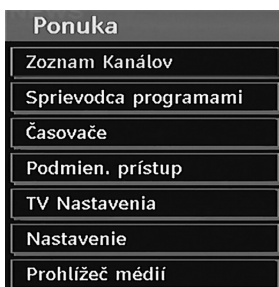 Ponuka
Zoznam Kanálov
Sprievodca programami
Časovače
Podmien. prístup
TV Nastavenia
Nastavenie
Prohlížeč médií